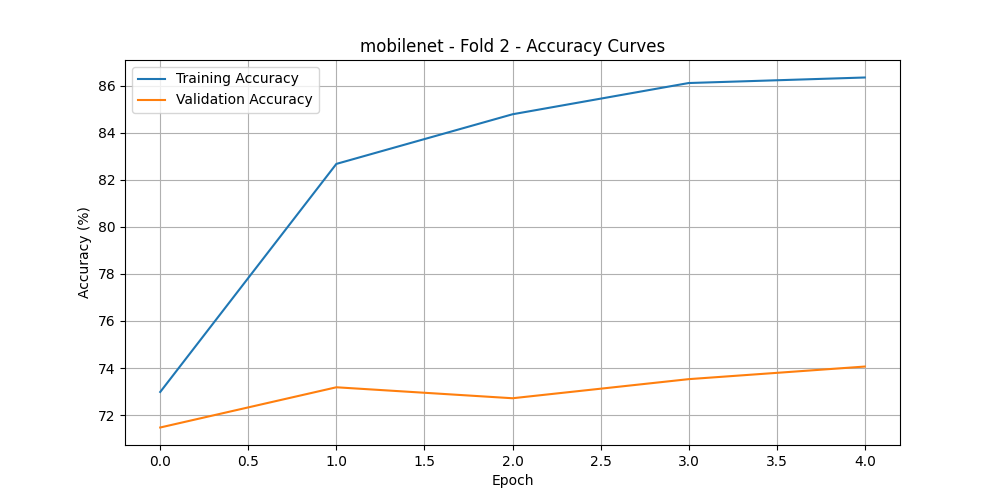 mobilenet - Fold 2 - Accuracy Curves
Training Accuracy
Validation Accuracy
Accuracy (%)
86
84
82
80
78
76
74
72
0.0 0.5 1.0 1.5 2.0 2.5 3.0 3.5 4.0
Epoch